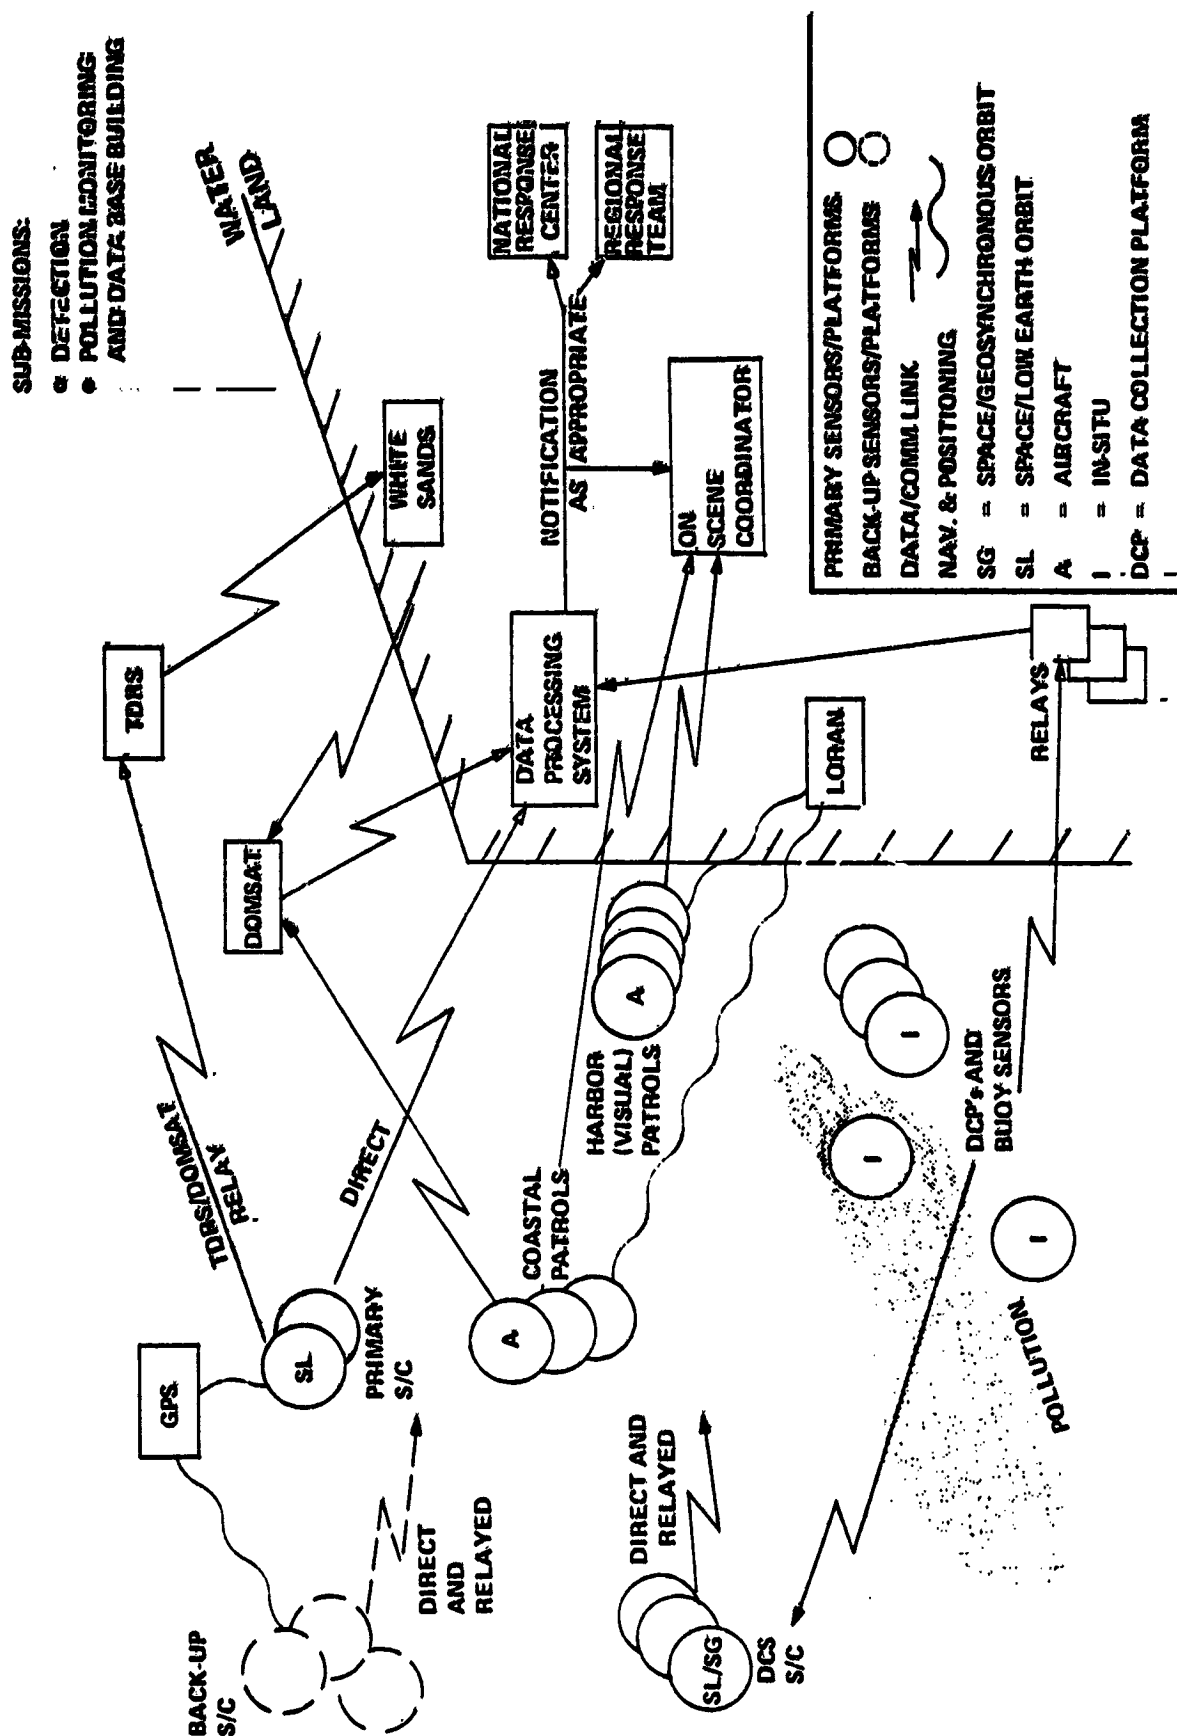 SUB-MISSIONS:
• DETECTION
• POLLUTION MONITORING
AND DATA BASE BUILDING
BACK-UP
S/C
GPS
TDRS
TDRS/DOMSAT
RELAY
DOMSAT
WATER
LAND
SL
PRIMARY
S/C
DIRECT
WHITE
SANDS
DIRECT
AND
RELAYED
A
COASTAL
PATROLS
DATA
PROCESSING
SYSTEM
NOTIFICATION
AS APPROPRIATE
NATIONAL
RESPONSE
CENTER
REGIONAL
RESPONSE
TEAM
HARBOR
(VISUAL)
PATROLS
A
ON
SCENE
COORDINATOR
DIRECT AND
RELAYED
SL/SG
DCS
S/C
LORAN
I
I
I
DCP's AND
BUOY SENSORS
POLLUTION
RELAYS
PRIMARY SENSORS/PLATFORMS
BACK-UP SENSORS/PLATFORMS
DATA/COMM LINK
NAV. & POSITIONING
SG = SPACE/GEOSYNCHRONOUS ORBIT
SL = SPACE/LOW EARTH ORBIT
A = AIRCRAFT
I = IN-SITU
DCP = DATA COLLECTION PLATFORM